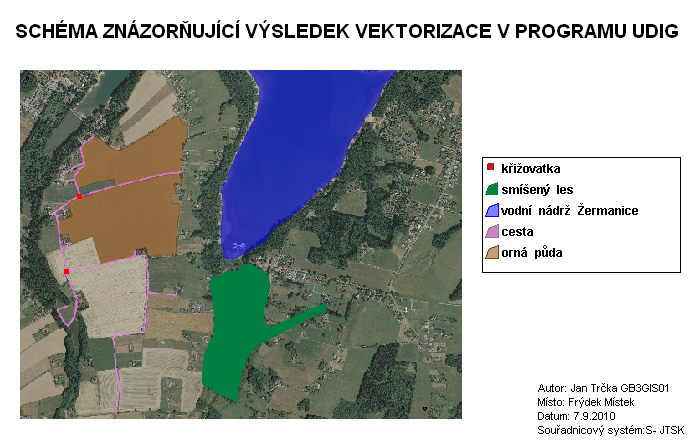 SCHÉMA ZNÁZORŇUJÍCÍ VÝSLEDEK VEKTORIZACE V PROGRAMU UDIG
křižovatka
smíšený les
vodní nádrž Žermanice
cesta
orná půda
Autor: Jan Trčka GB3GIS01
Místo: Frýdek Místek
Datum: 7.9.2010
Souřadnicový systém:S- JTSK